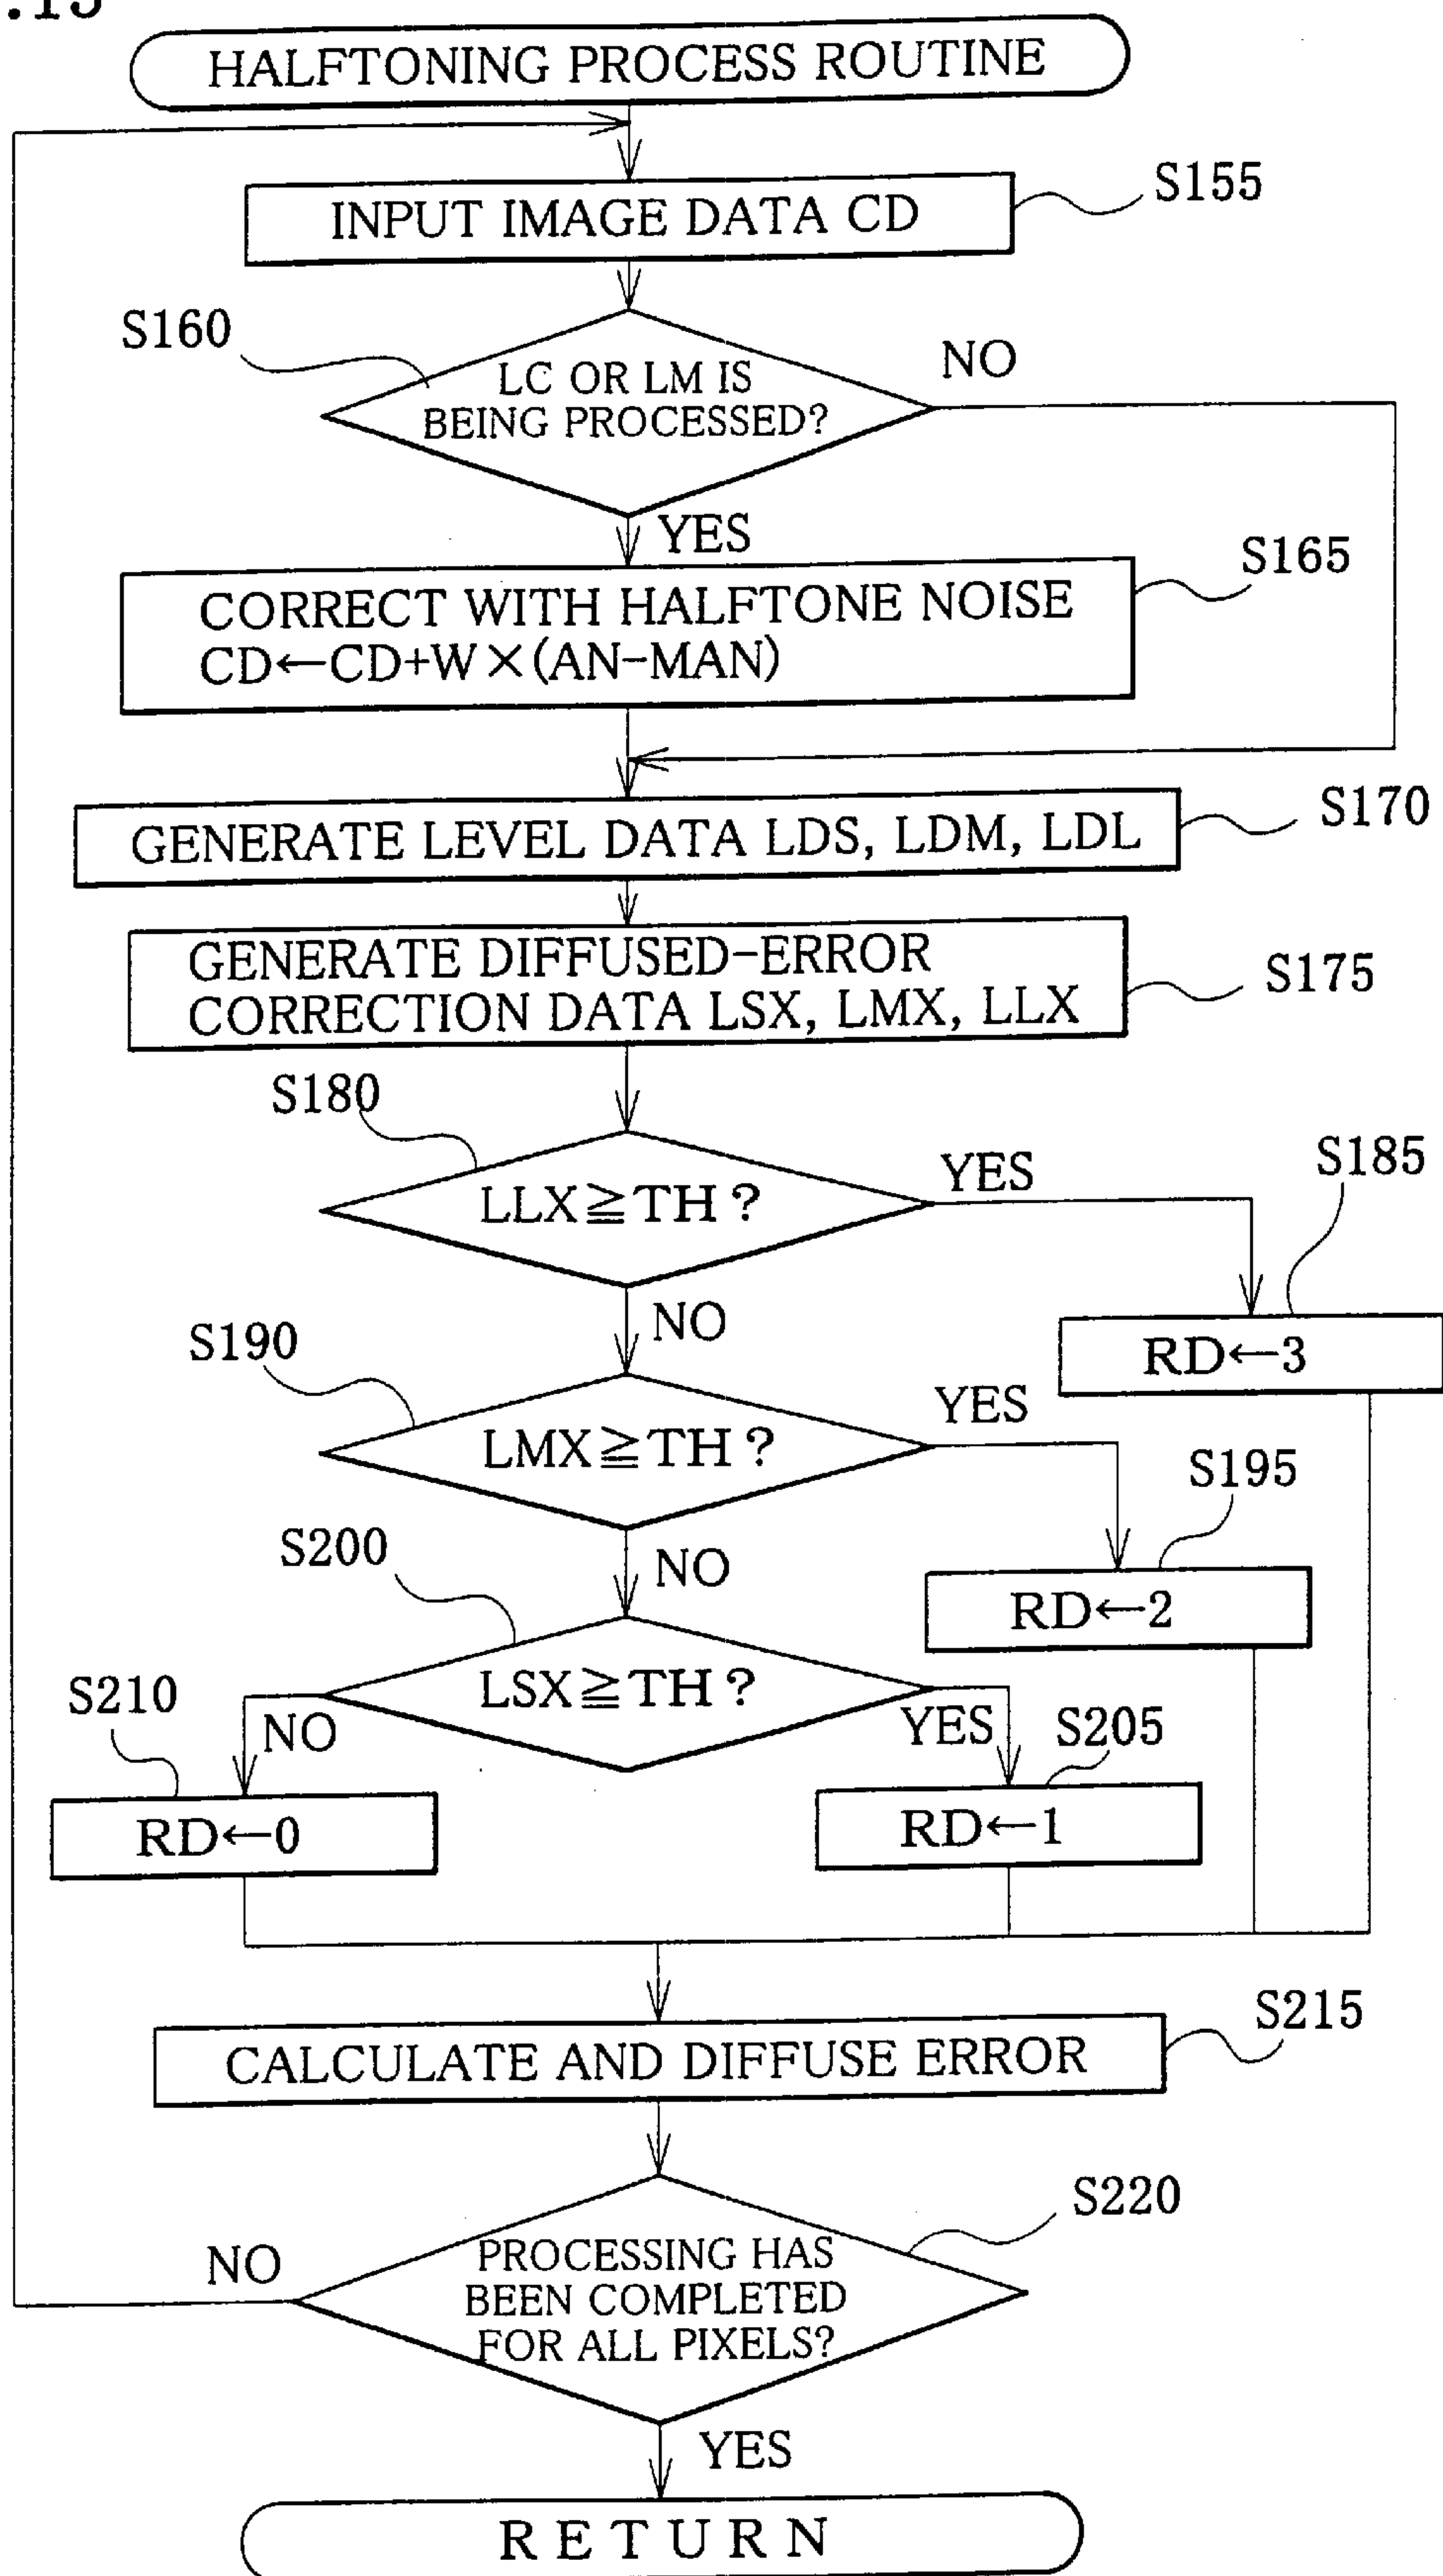 .15
HALFTONING PROCESS ROUTINE
INPUT IMAGE DATA CD
S155
S160
LC OR LM IS
BEING PROCESSED?
NO
YES
CORRECT WITH HALFTONE NOISE
CD←CD+W×(AN-MAN)
S165
GENERATE LEVEL DATA LDS, LDM, LDL
S170
GENERATE DIFFUSED-ERROR
CORRECTION DATA LSX, LMX, LLX
S175
S180
LLX≧TH?
YES
S185
NO
RD←3
S190
LMX≧TH?
YES
S195
NO
RD←2
S200
LSX≧TH?
S210
NO
YES
S205
RD←0
RD←1
CALCULATE AND DIFFUSE ERROR
S215
S220
PROCESSING HAS
BEEN COMPLETED
FOR ALL PIXELS?
NO
YES
RETURN